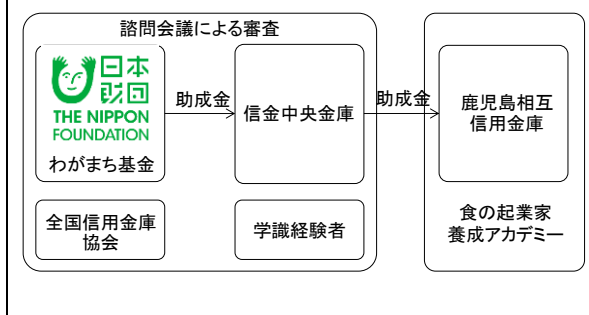 諮問会議による審査
日本
財団
THE NIPPON
FOUNDATION
わがまち基金
助成金
信金中央金庫
助成金
鹿児島相互
信用金庫
全国信用金庫
協会
学識経験者
食の起業家
養成アカデミー